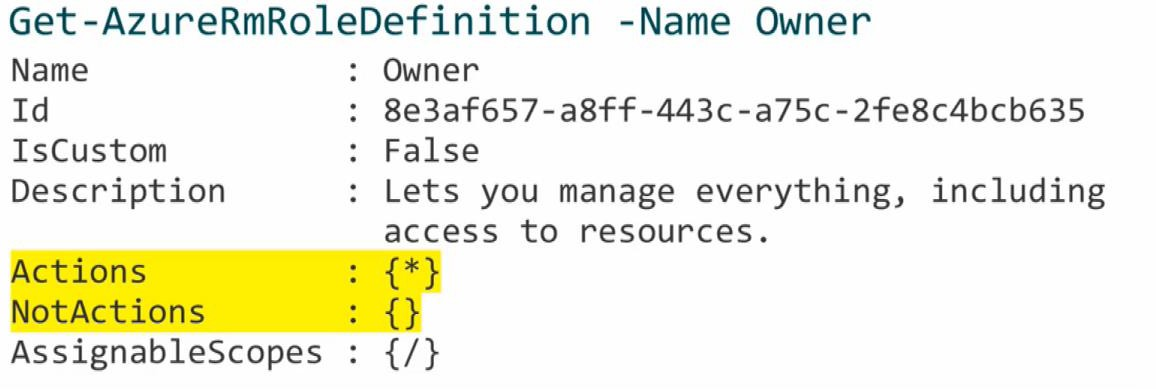 Get-AzureRmRoleDefinition -Name Owner
Name : Owner
Id : 8e3af657-a8ff-443c-a75c-2fe8c4bcb635
IsCustom : False
Description : Lets you manage everything, including
access to resources.
Actions : {*}
NotActions : {}
AssignableScopes : {/}